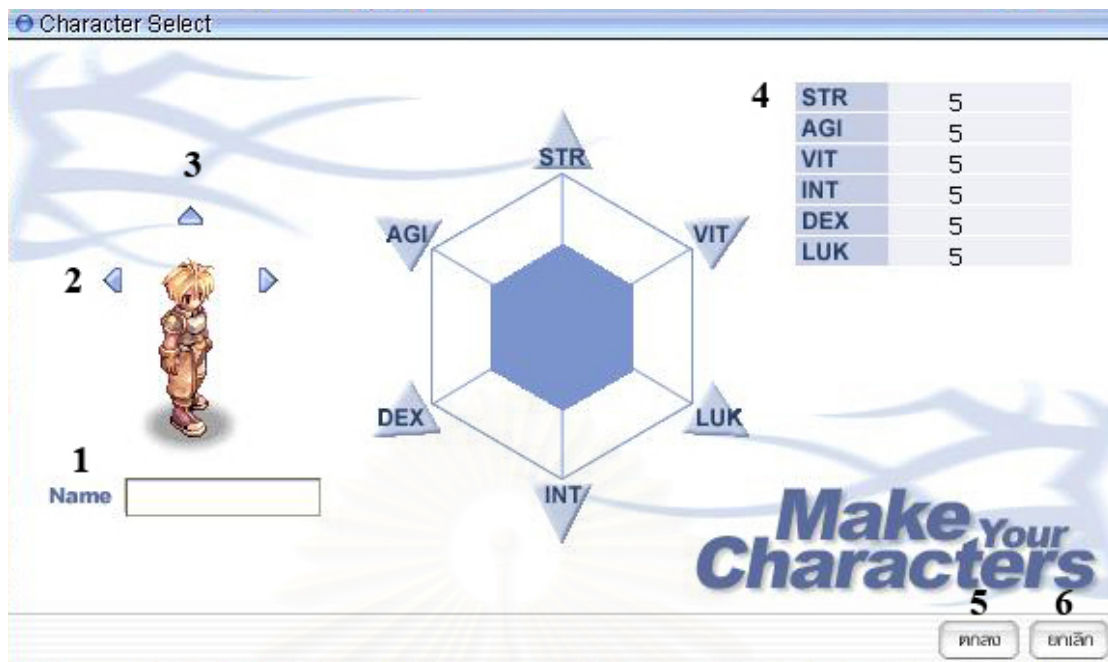 Character Select
4
STR 5
AGI 5
VIT 5
INT 5
DEX 5
LUK 5
3
2
STR
AGI
VIT
DEX
LUK
INT
1
Name
Make Your
Characters
5
6
ตกลง
ยกเลิก